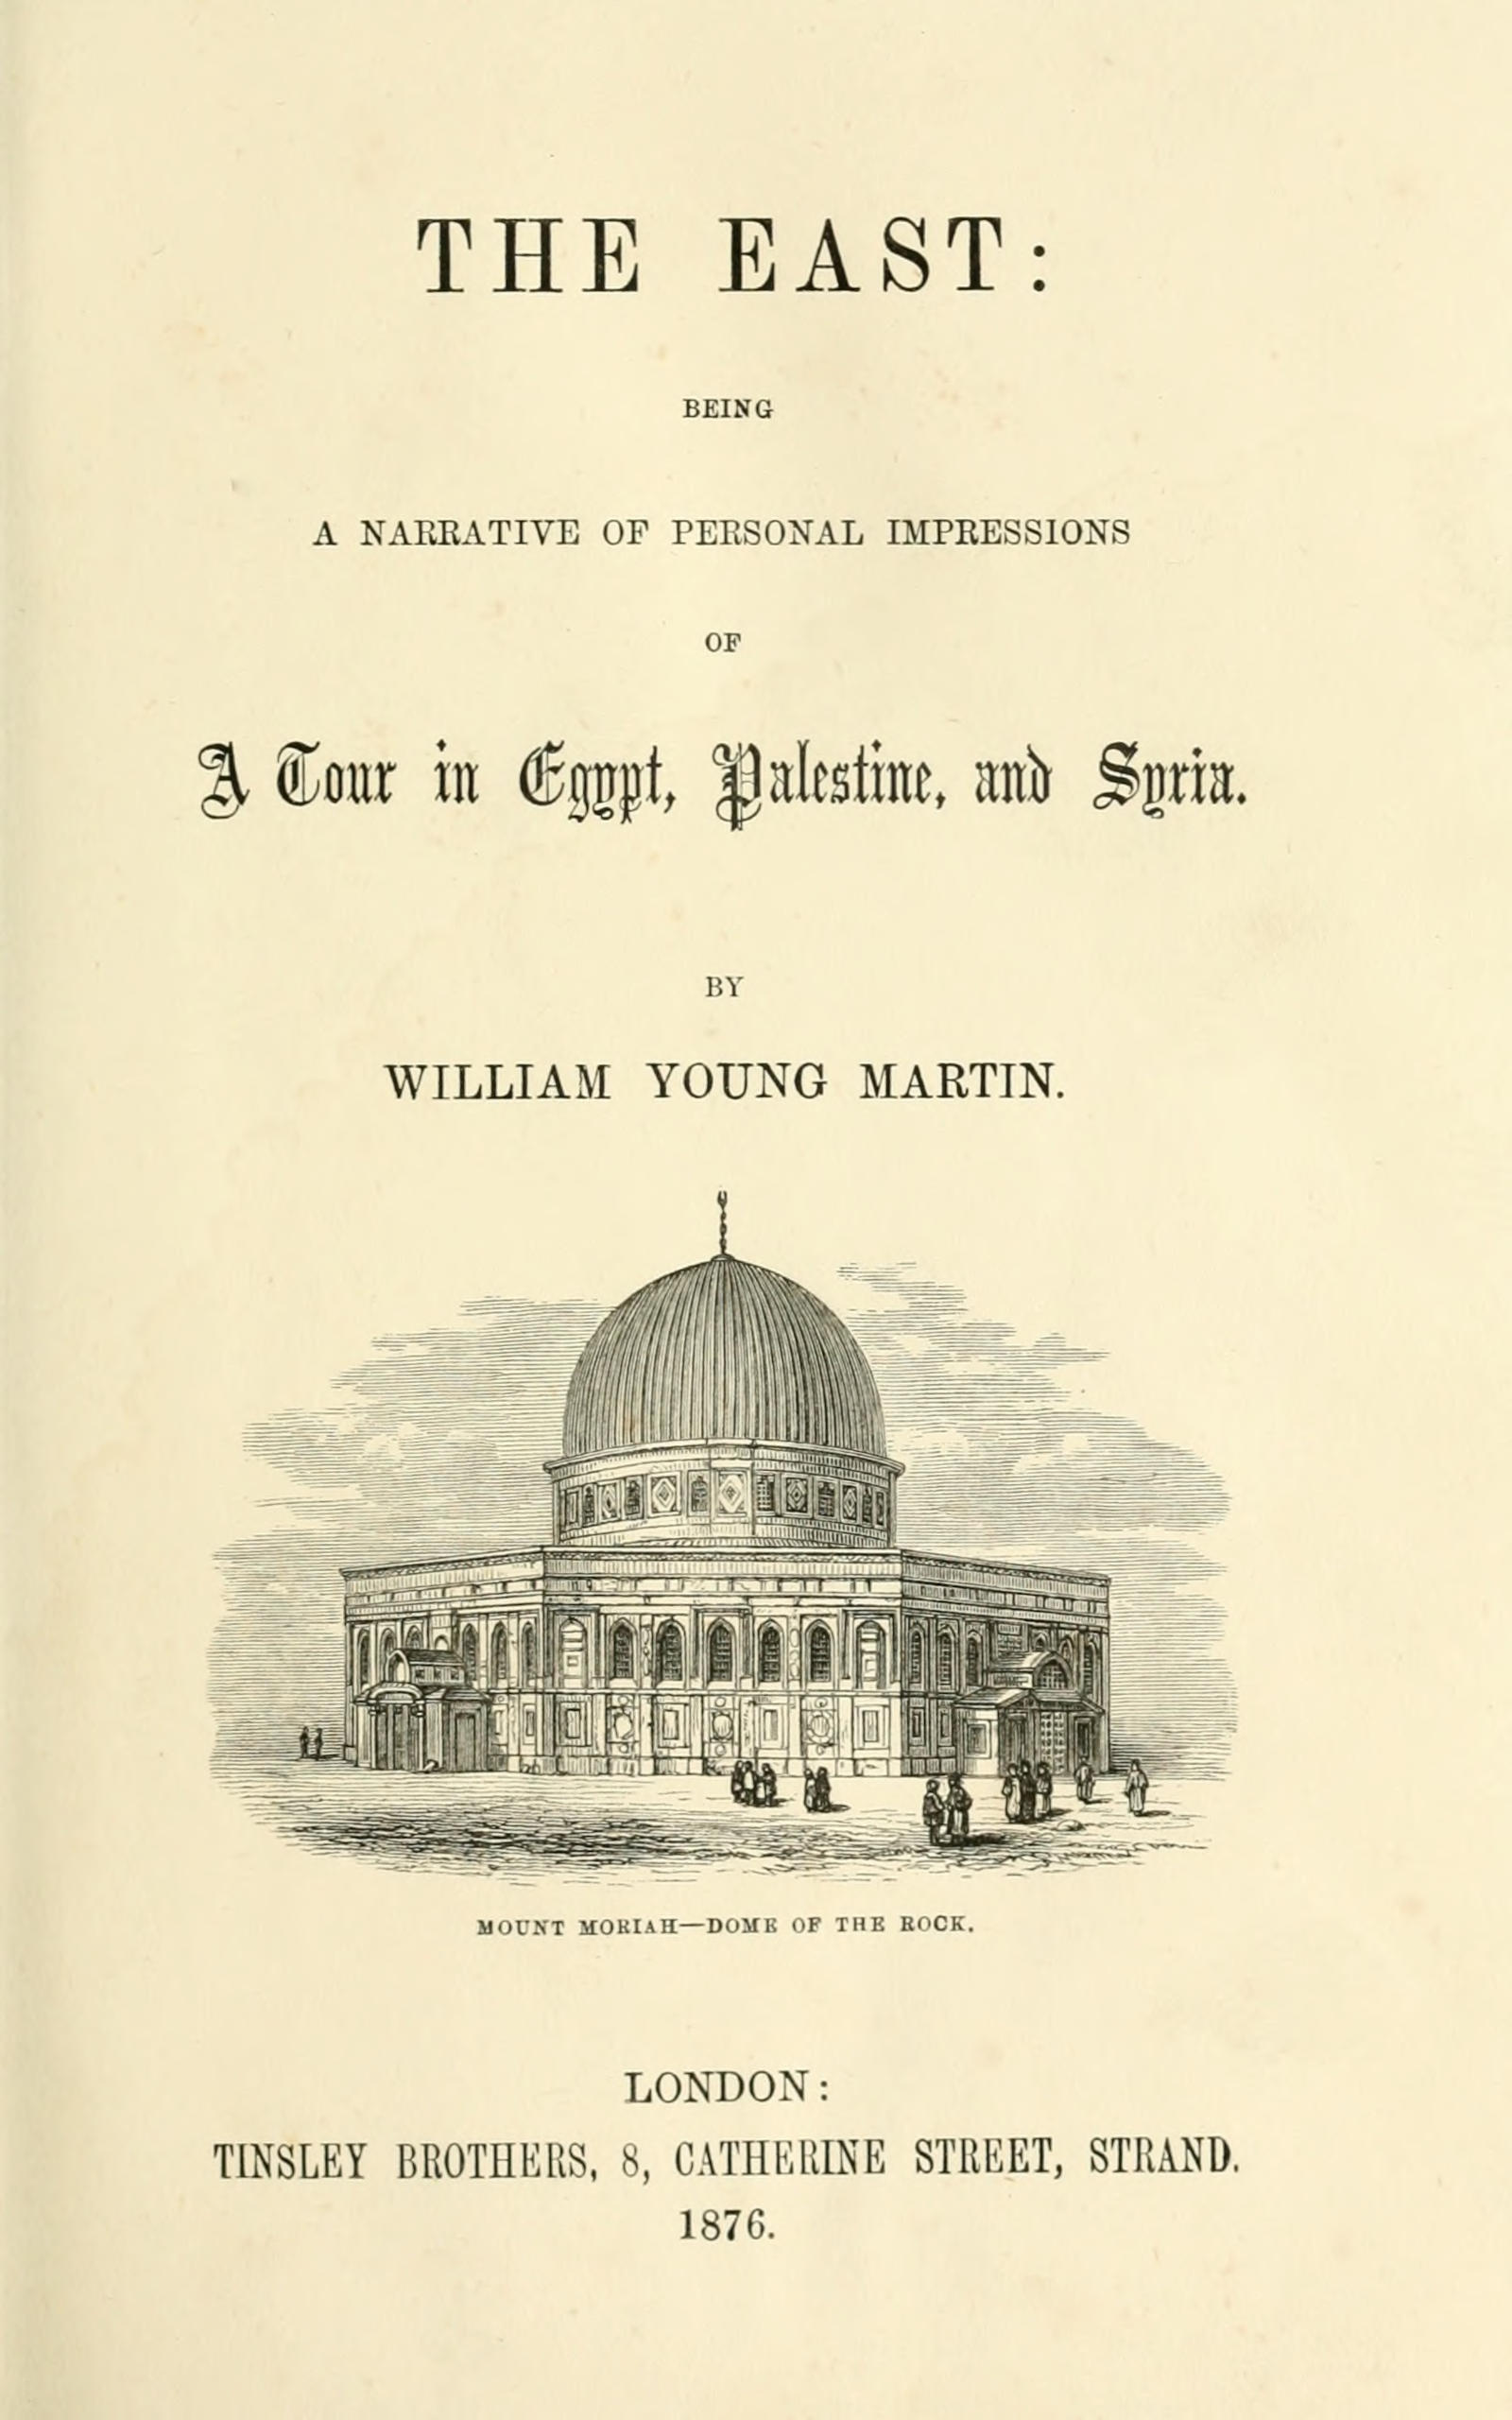 THE EAST:
BEING
A NARRATIVE OF PERSONAL IMPRESSIONS
OF
A Tour in Egypt, Palestine, and Syria.
BY
WILLIAM YOUNG MARTIN.
MOUNT MORIAH—DOME OF THE ROCK.
LONDON:
TINSLEY BROTHERS, 8, CATHERINE STREET, STRAND.
1876.